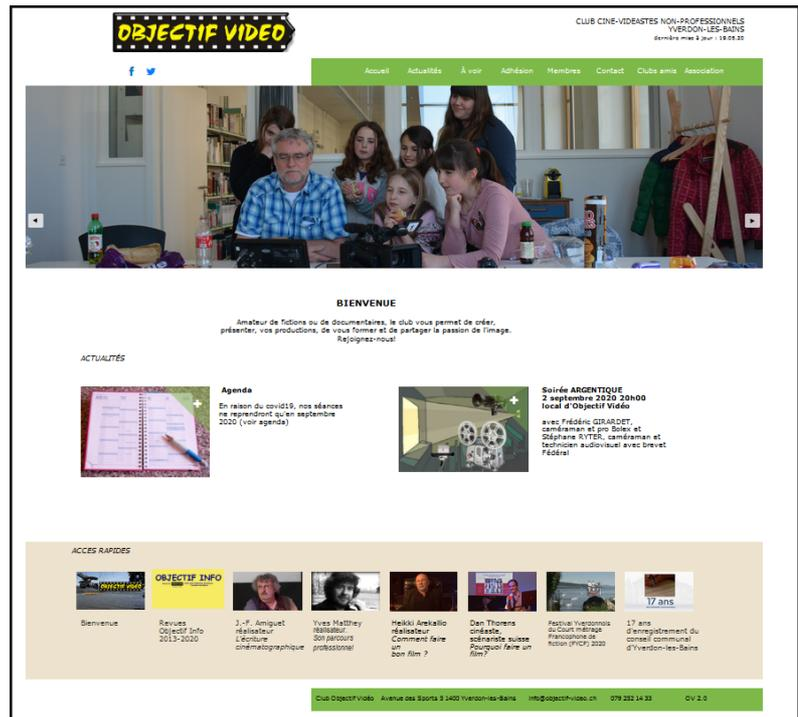 OBJECTIF VIDEO
CLUB CINE-VIDEASTES NON-PROFESSIONNELS
YVERDON-LES-BAINS
dernière mise à jour : 19.05.20
Accueil Actualités À voir Adhésion Membres Contact Clubs amis Association
BIENVENUE
Amateur de fictions ou de documentaires, le club vous permet de créer,
présenter, vos productions, de vous former et de partager la passion de l'image.
Rejoignez-nous!
ACTUALITÉS
Agenda
En raison du covid19, nos séances
ne reprendront qu'en septembre
2020 (voir agenda)
Soirée ARGENTIQUE
2 septembre 2020 20h00
local d'Objectif Vidéo
avec Frédéric GIRARDET,
caméraman et pro Bolex et
Stéphane RYTER, caméraman et
technicien audiovisuel avec brevet
Fédéral
ACCES RAPIDES
OBJECTIF VIDEO
OBJECTIF INFO
17 ans
Bienvenue
Revues
Objectif Info
2013-2020
J.-F. Amiguet
réalisateur
L'écriture
cinématographique
Yves Matthey
réalisateur.
Son parcours
professionnel
Heikki Arekallio
réalisateur
Comment faire
un
bon film ?
Dan Thorens
cinéaste,
scénariste suisse
Pourquoi faire un
film?
Festival Yverdonnois
du Court métrage
Francophone de
fiction (FYCF) 2020
17 ans
d'enregistrement du
conseil communal
d'Yverdon-les-Bains
Club Objectif Vidéo Avenue des Sports 5 1400 Yverdon-les-Bains info@objectif-video.ch 079 252 14 33 OV 2.0